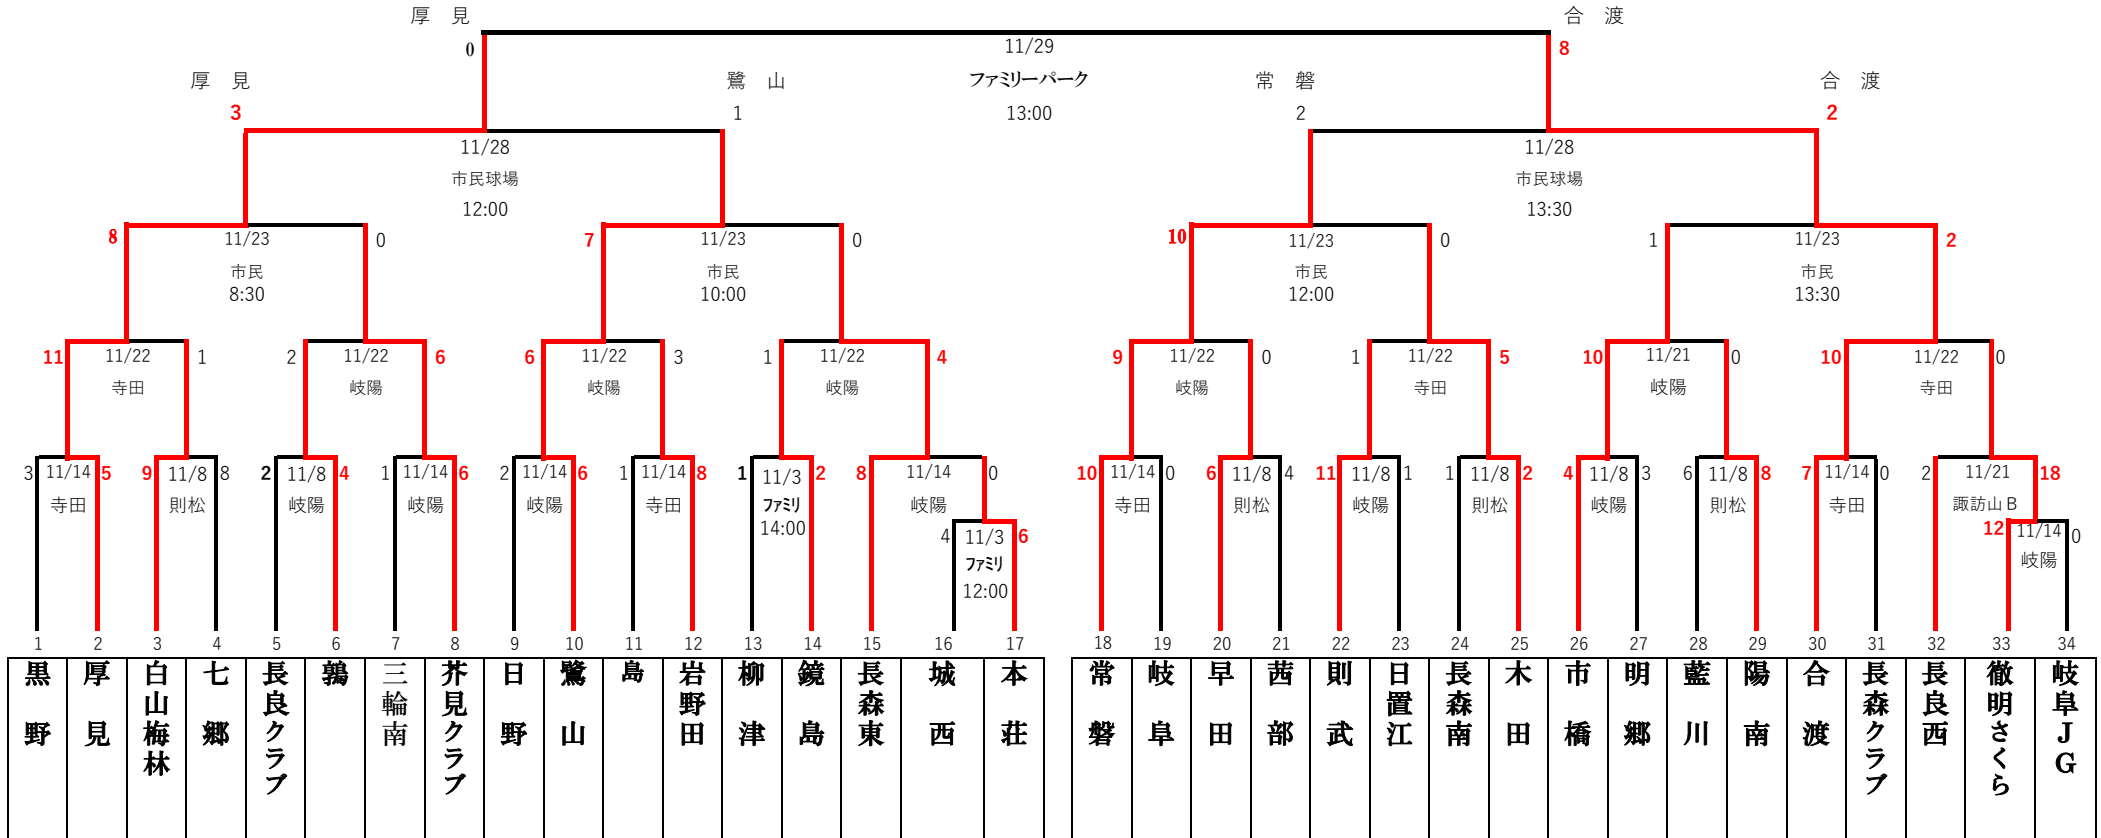 厚　見
合　渡
0
11/29
8
厚　見
鷺　山
ファミリーパーク
常　磐
合　渡
3
1
13:00
2
2
11/28
11/28
市民球場
市民球場
12:00
13:30
8
11/23
0
7
11/23
0
10
11/23
0
1
11/23
2
市民
市民
市民
市民
8:30
10:00
12:00
13:30
11
11/22
1
2
11/22
6
6
11/22
3
1
11/22
4
9
11/22
0
1
11/22
5
10
11/21
0
10
11/22
0
寺田
岐陽
岐陽
岐陽
岐陽
寺田
岐陽
寺田
3
11/14
5
9
11/8
8
2
11/8
4
1
11/14
6
2
11/14
6
1
11/14
8
1
11/3
2
8
11/14
0
10
11/14
0
6
11/8
4
11
11/8
1
1
11/8
2
4
11/8
3
6
11/8
8
7
11/14
0
2
11/21
18
寺田
則松
岐陽
岐陽
岐陽
寺田
ファミリ
岐陽
寺田
則松
岐陽
則松
岐陽
則松
寺田
諏訪山B
14:00
4
11/3
6
12
11/14
0
ファミリ
岐陽
12:00
1
2
3
4
5
6
7
8
9
10
11
12
13
14
15
16
17
18
19
20
21
22
23
24
25
26
27
28
29
30
31
32
33
34
黒　野
厚　見
白山梅林
七　郷
長良クラブ
鶉
三輪南
芥見クラブ
日　野
鷺　山
島
岩野田
柳　津
鏡　島
長森東
城　西
本　荘
常　磐
岐　阜
早　田
茜　部
則　武
日置江
長森南
木　田
市　橋
明　郷
藍　川
陽　南
合　渡
長森クラブ
長良西
徹明さくら
岐阜JG